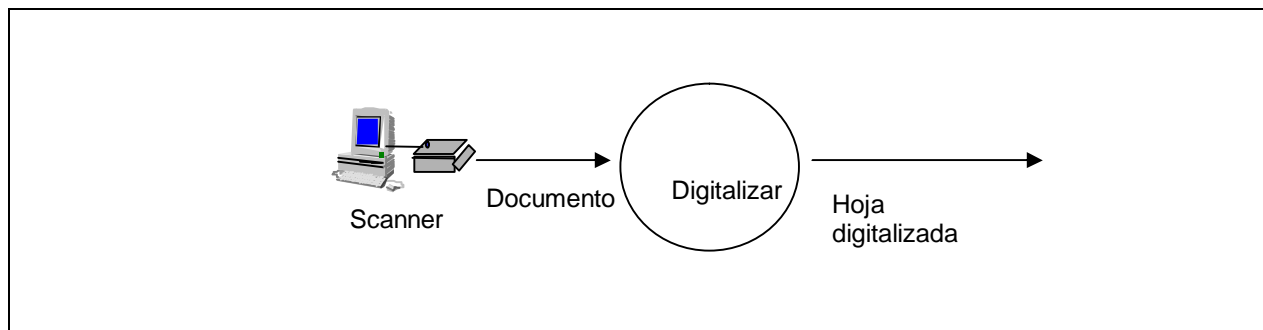 Scanner
Documento
Digitalizar
Hoja
digitalizada